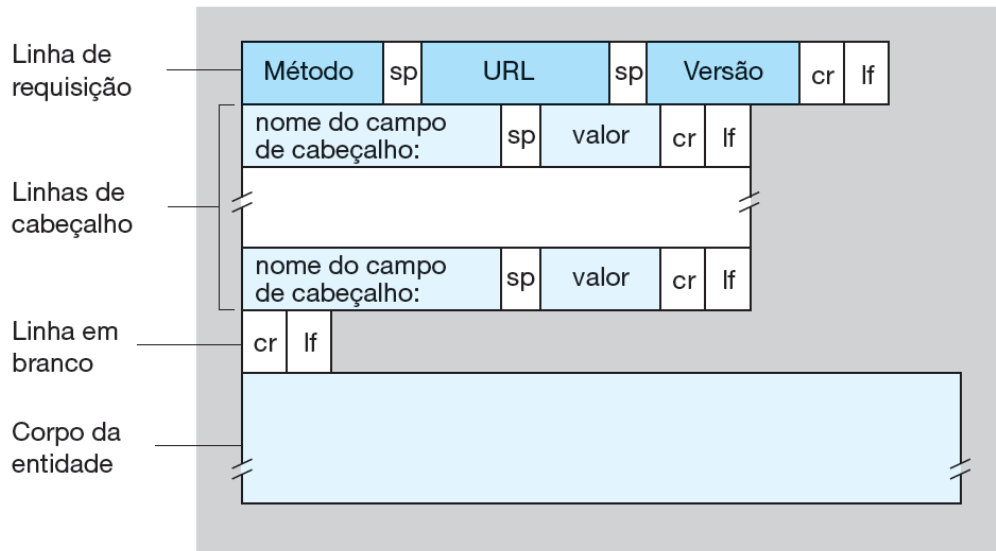 Linha de
requisição
Método sp URL sp Versão cr lf
nome do campo
de cabeçalho: sp valor cr lf
Linhas de
cabeçalho
nome do campo
de cabeçalho: sp valor cr lf
Linha em
branco
cr lf
Corpo da
entidade